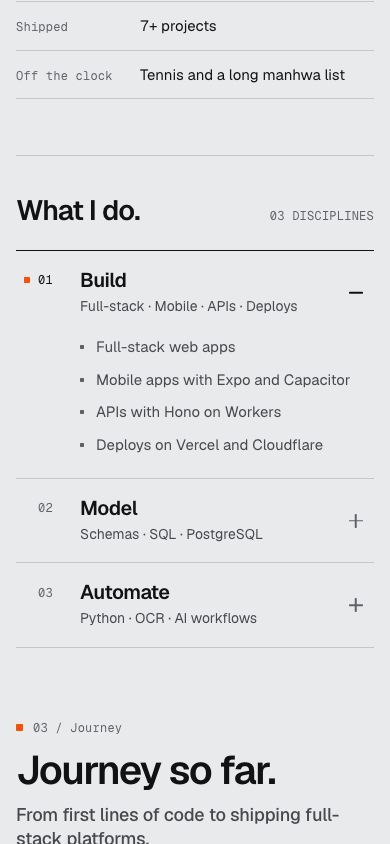 Shipped 7+ projects
Off the clock Tennis and a long manhwa list
What I do. 03 DISCIPLINES
01 Build
Full-stack · Mobile · APIs · Deploys
Full-stack web apps
Mobile apps with Expo and Capacitor
APIs with Hono on Workers
Deploys on Vercel and Cloudflare
02 Model
Schemas · SQL · PostgreSQL
03 Automate
Python · OCR · AI workflows
03 / Journey
Journey so far.
From first lines of code to shipping full-
stack platforms.